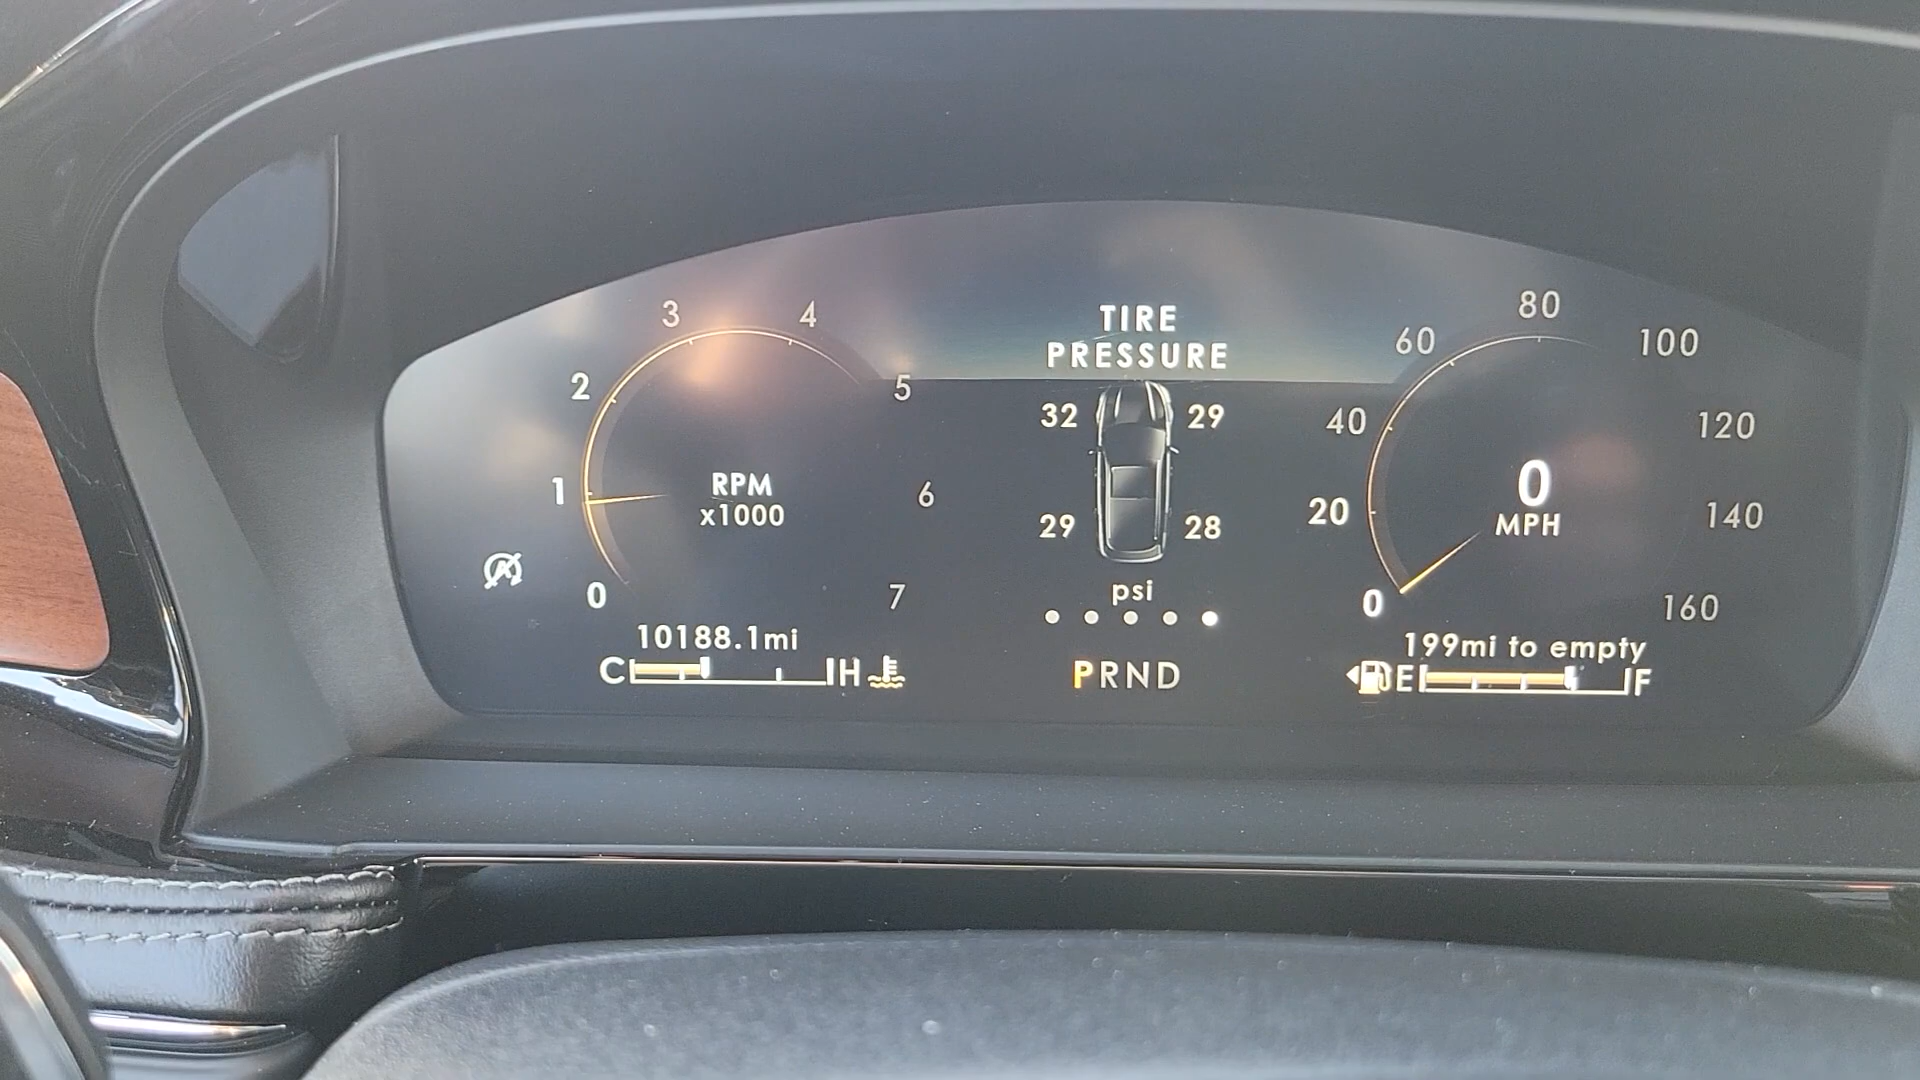 TIRE
PRESSURE
32 29
29 28
psi
0 1 2 3 4 5 6 7
RPM
x1000
0 20 40 60 80 100 120 140 160
0
MPH
10188.1mi
C H
PRND
199mi to empty
E F
A